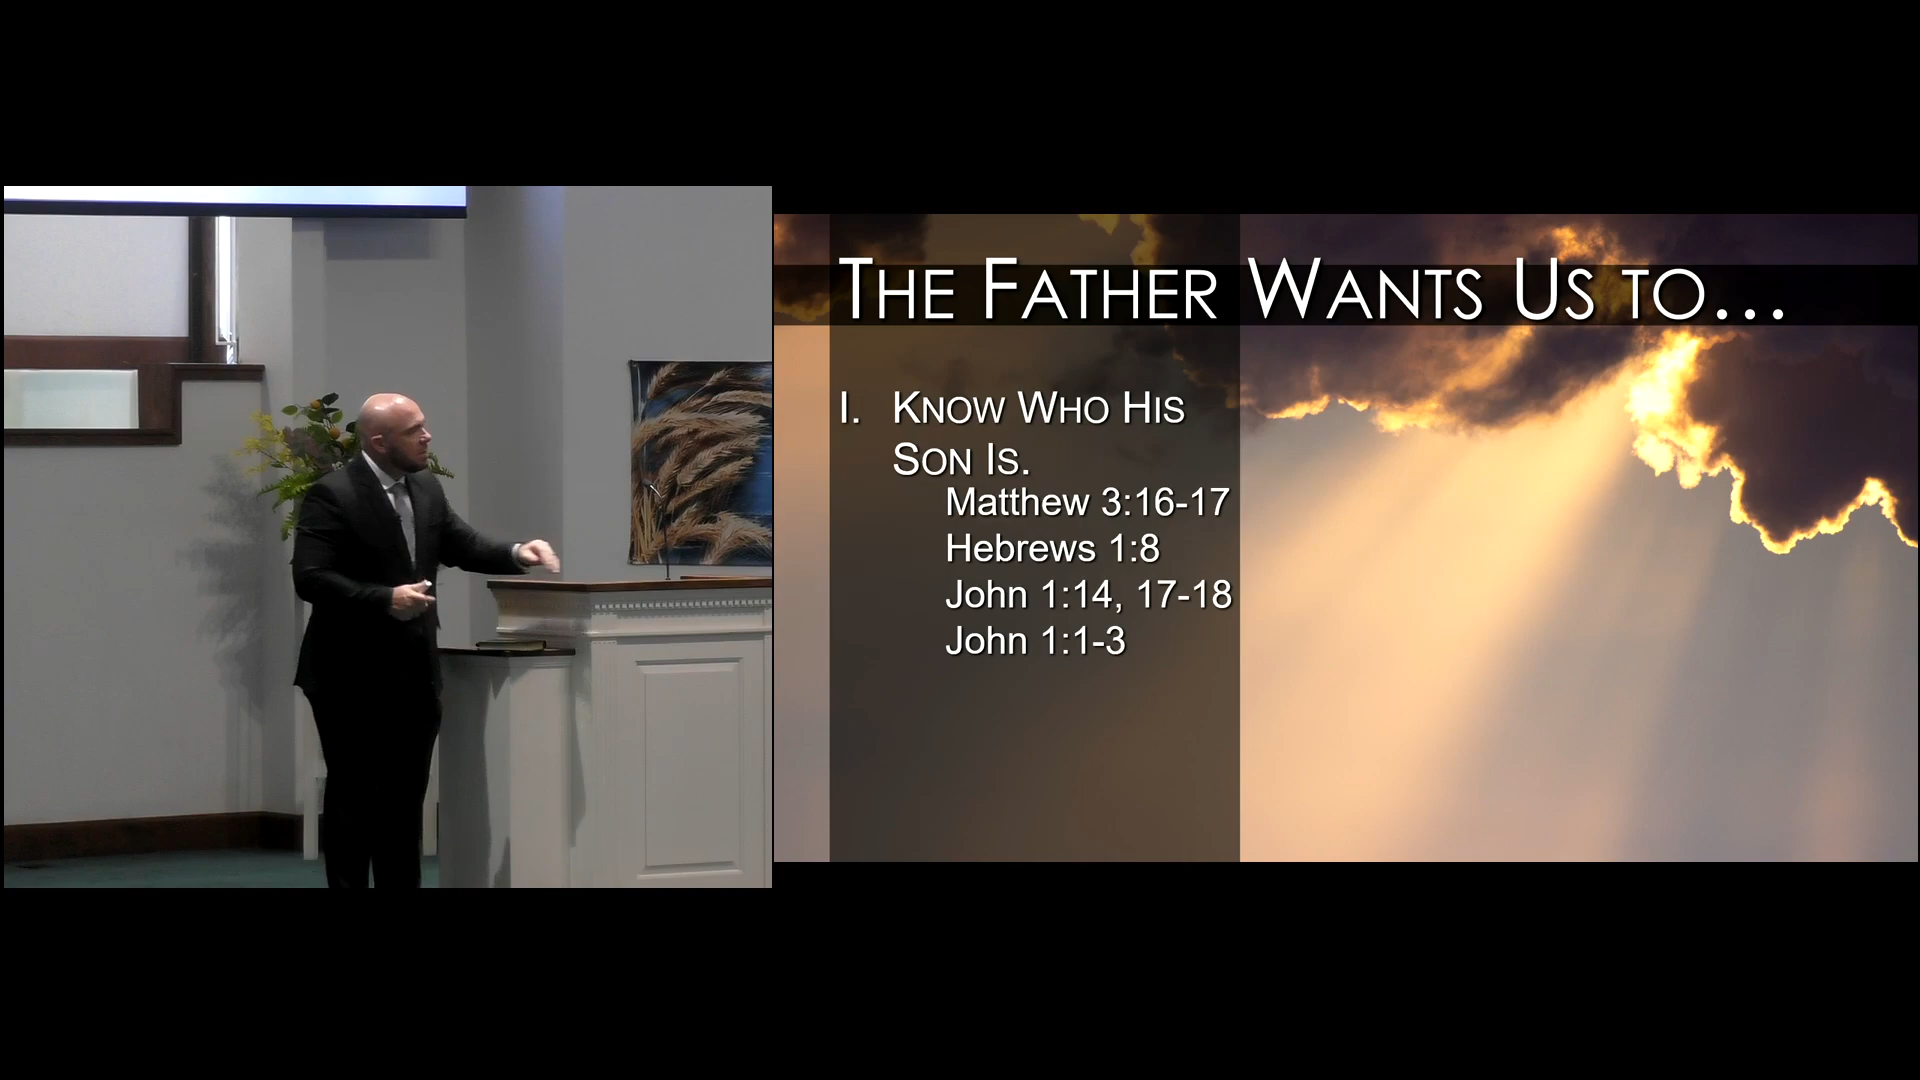 THE FATHER WANTS US TO...
I. KNOW WHO HIS
SON IS.
Matthew 3:16-17
Hebrews 1:8
John 1:14, 17-18
John 1:1-3